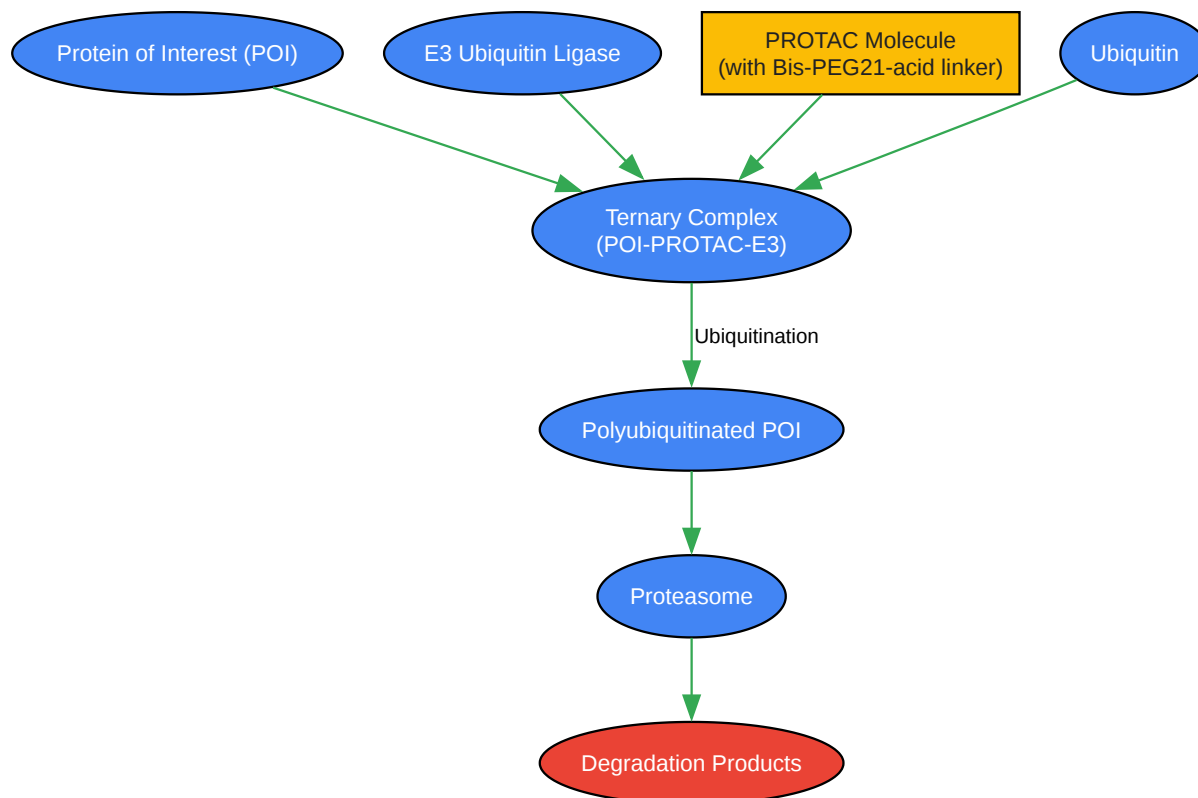 Protein of Interest (POI)
E3 Ubiquitin Ligase
PROTAC Molecule
(with Bis-PEG21-acid linker)
Ubiquitin
Ternary Complex
(POI-PROTAC-E3)
Ubiquitination
Polyubiquitinated POI
Proteasome
Degradation Products